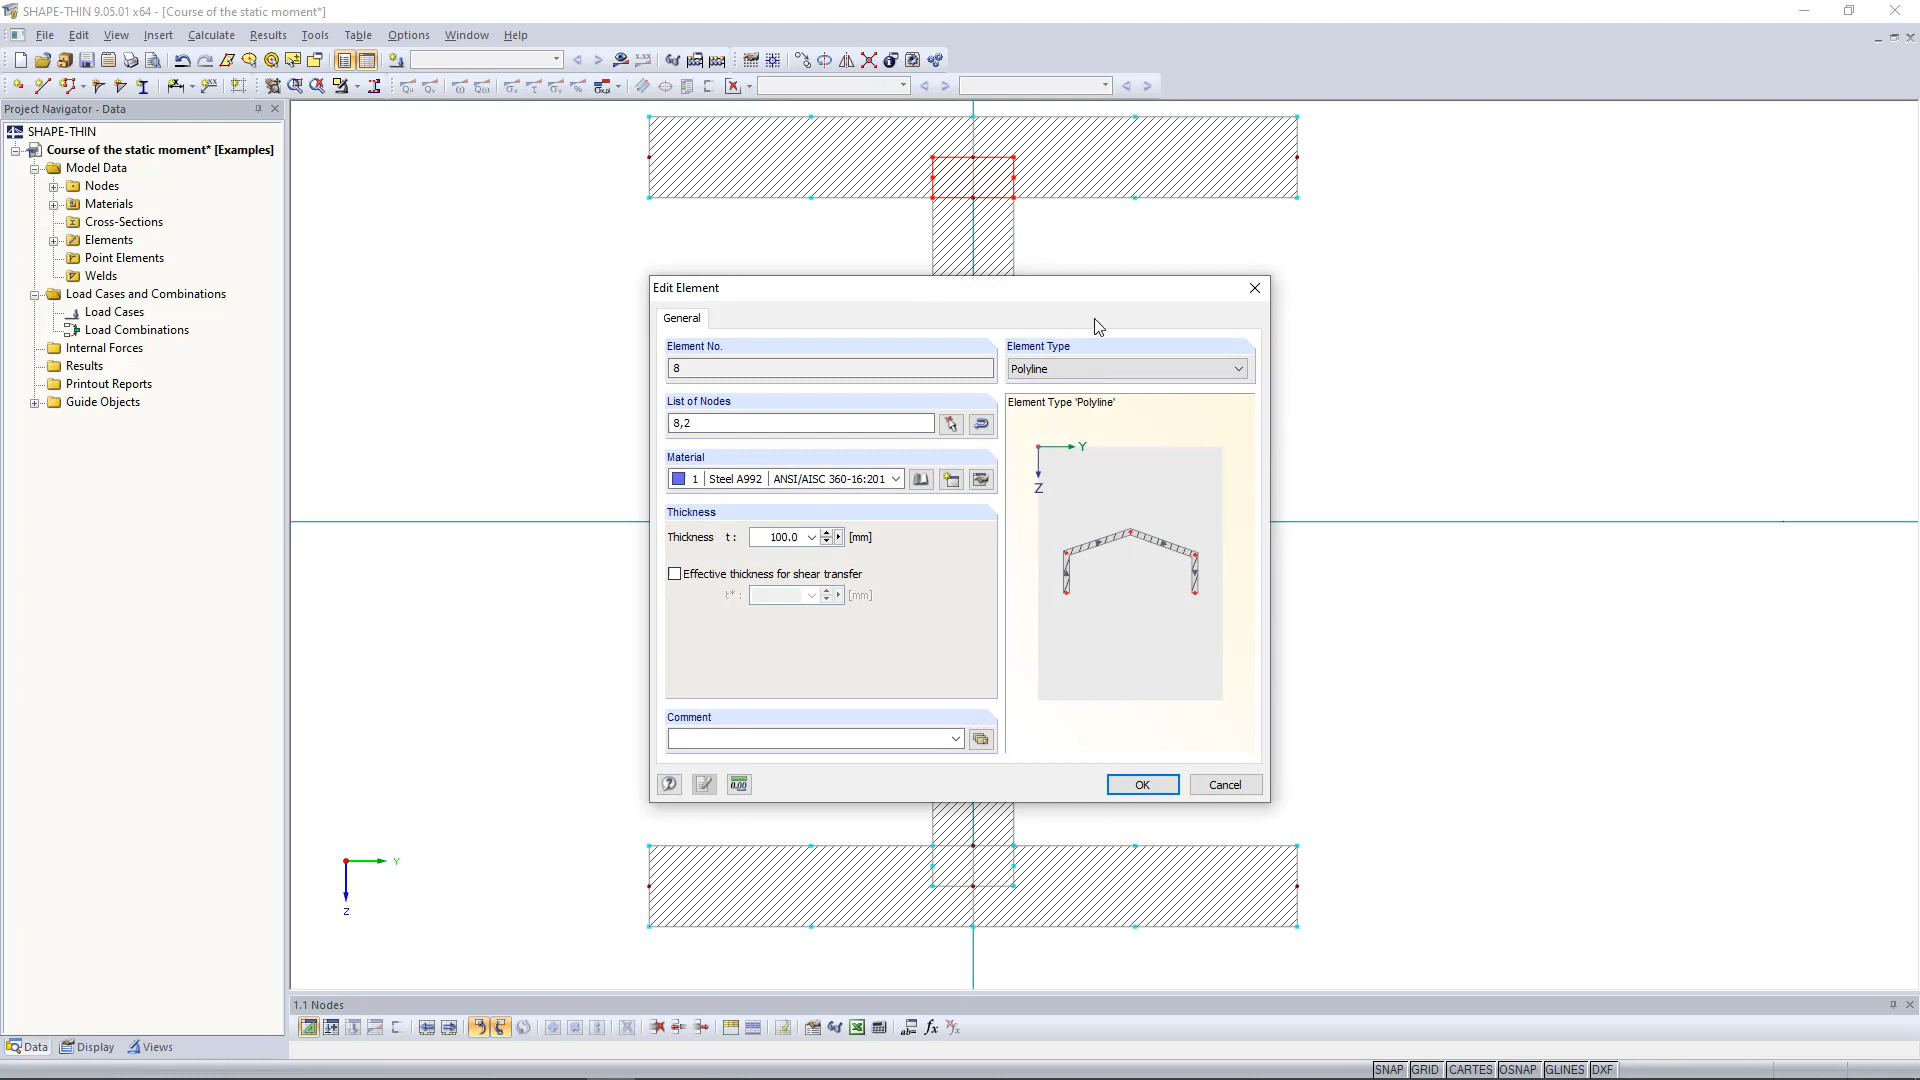 SHAPE-THIN 9.05.01 x64 - [Course of the static moment*]
File Edit View Insert Calculate Results Tools Table Options Window Help
Project Navigator - Data
SHAPE-THIN
Course of the static moment* [Examples]
Model Data
Nodes
Materials
Cross-Sections
Elements
Point Elements
Welds
Load Cases and Combinations
Load Cases
Load Combinations
Internal Forces
Results
Printout Reports
Guide Objects
Data Display Views
Edit Element
General
Element No.
8
List of Nodes
8,2
Material
1 Steel A992 ANSI/AISC 360-16:201
Thickness
Thickness t : 100.0 [mm]
Effective thickness for shear transfer
t* : [mm]
Comment
Element Type
Polyline
Element Type 'Polyline'
Y
Z
OK Cancel
Y
Z
1.1 Nodes
SNAP GRID CARTES OSNAP GLINES DXF